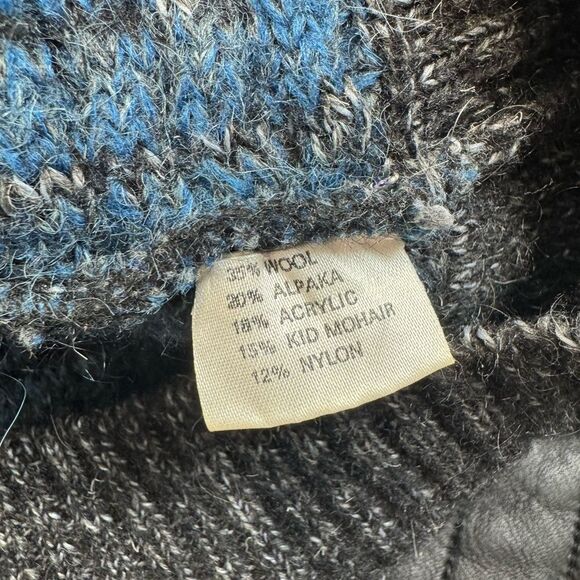 35% WOOL
20% ALPAKA
18% ACRYLIC
15% KID MOHAIR
12% NYLON